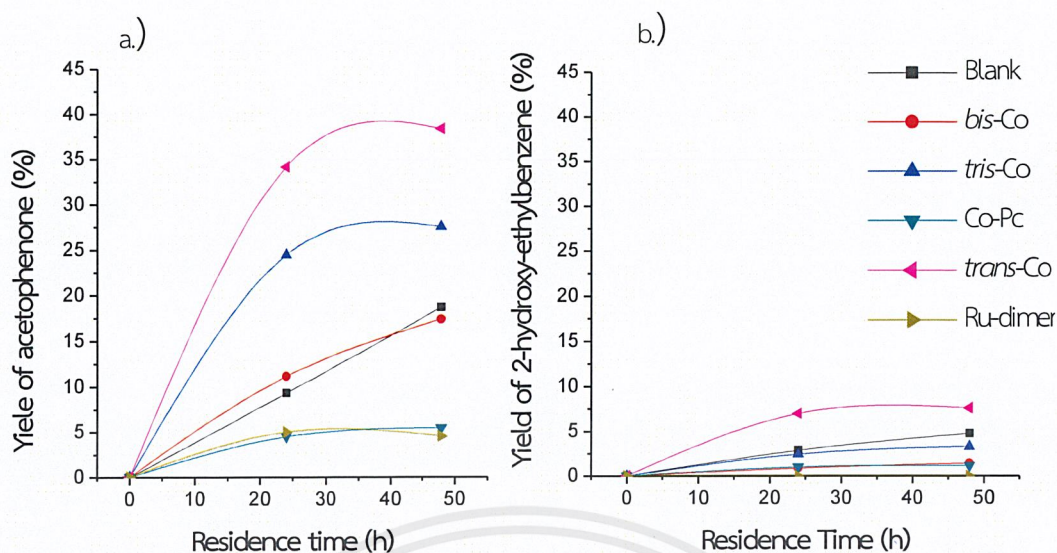 a.)
Yiele of acetophenone (%)
45
40
35
30
25
20
15
10
5
0
0 10 20 30 40 50
Residence time (h)
b.)
Yield of 2-hydroxy-ethylbenzene (%)
45
40
35
30
25
20
15
10
5
0
0 10 20 30 40 50
Residence Time (h)
Blank
bis-Co
tris-Co
Co-Pc
trans-Co
Ru-dimer